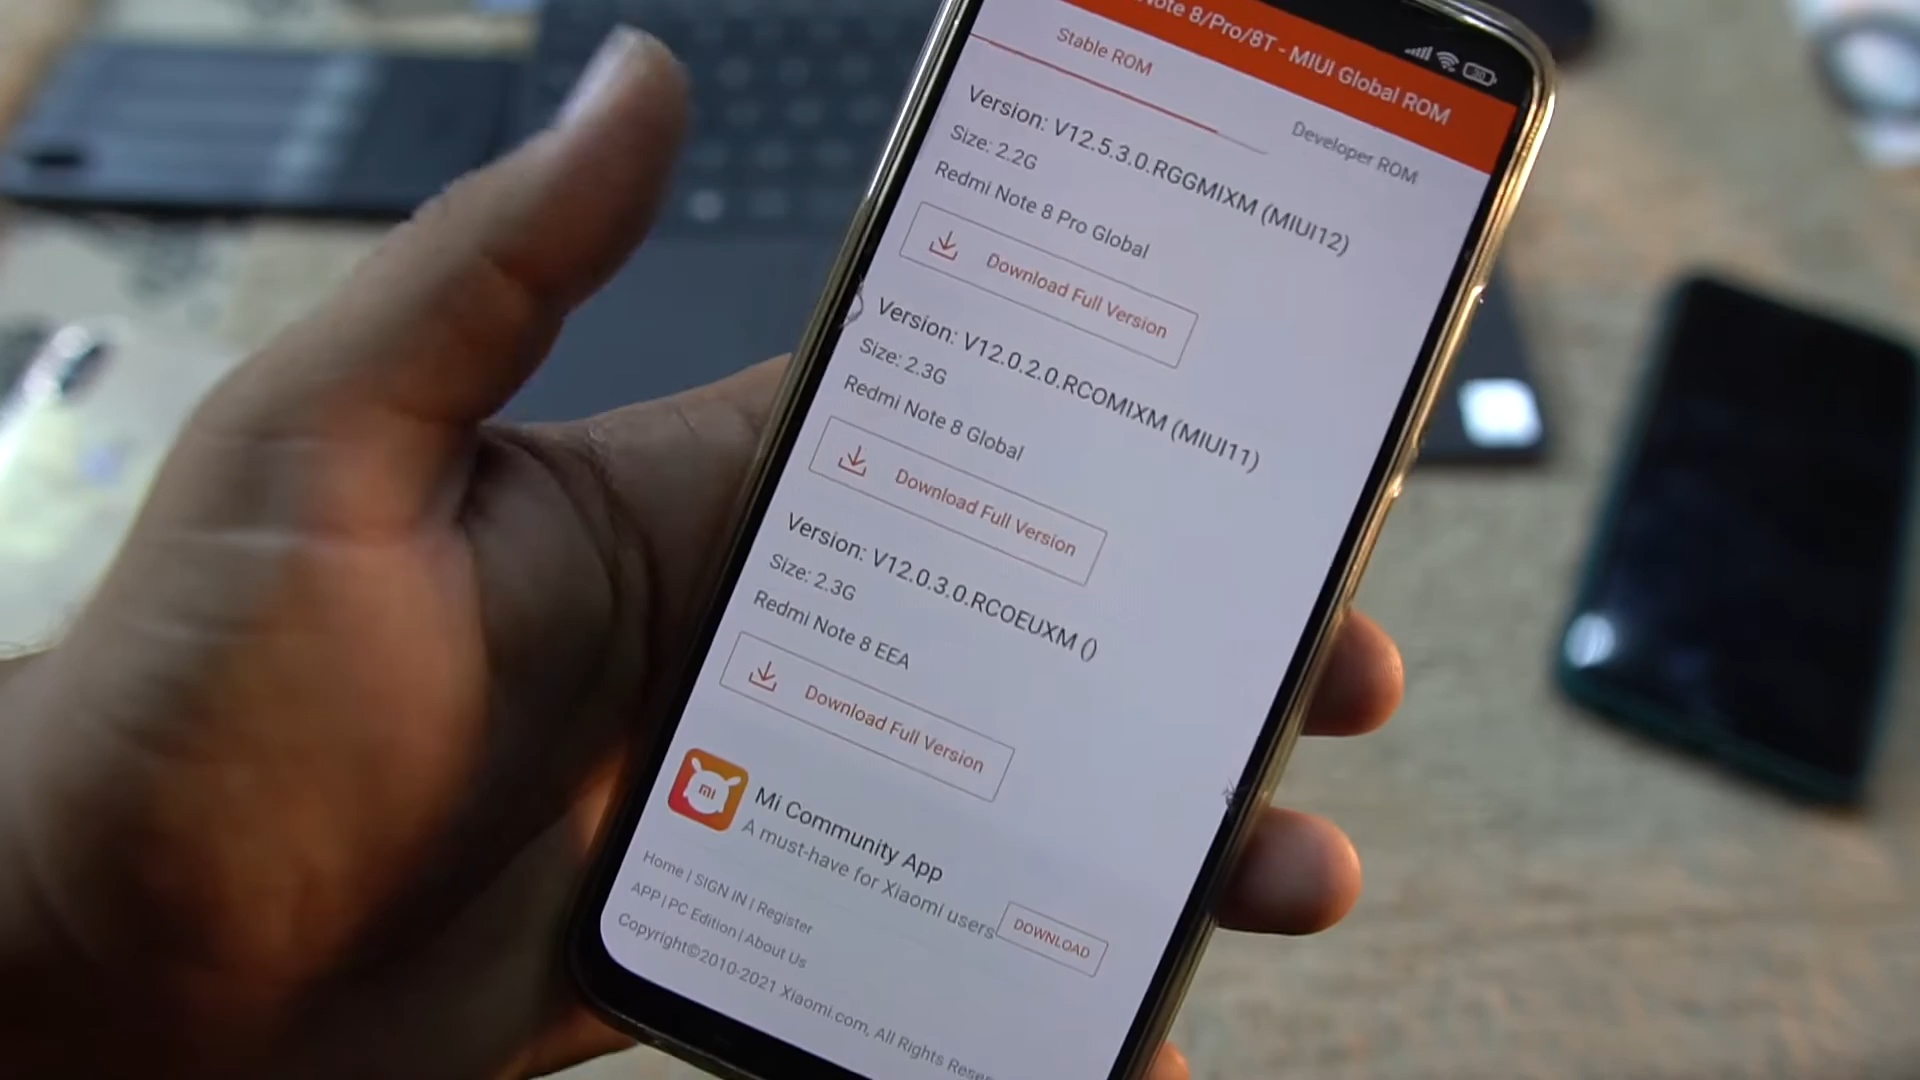 Note 8/Pro/8T - MIUI Global ROM
30
Stable ROM
Developer ROM
Version: V12.5.3.0.RGGMIXM (MIUI12)
Size: 2.2G
Redmi Note 8 Pro Global
Download Full Version
Version: V12.0.2.0.RCOMIXM (MIUI11)
Size: 2.3G
Redmi Note 8 Global
Download Full Version
Version: V12.0.3.0.RCOEUXM ()
Size: 2.3G
Redmi Note 8 EEA
Download Full Version
mi
Mi Community App
A must-have for Xiaomi users
DOWNLOAD
Home | SIGN IN | Register
APP | PC Edition | About Us
Copyright©2010-2021 Xiaomi.com, All Rights Reser